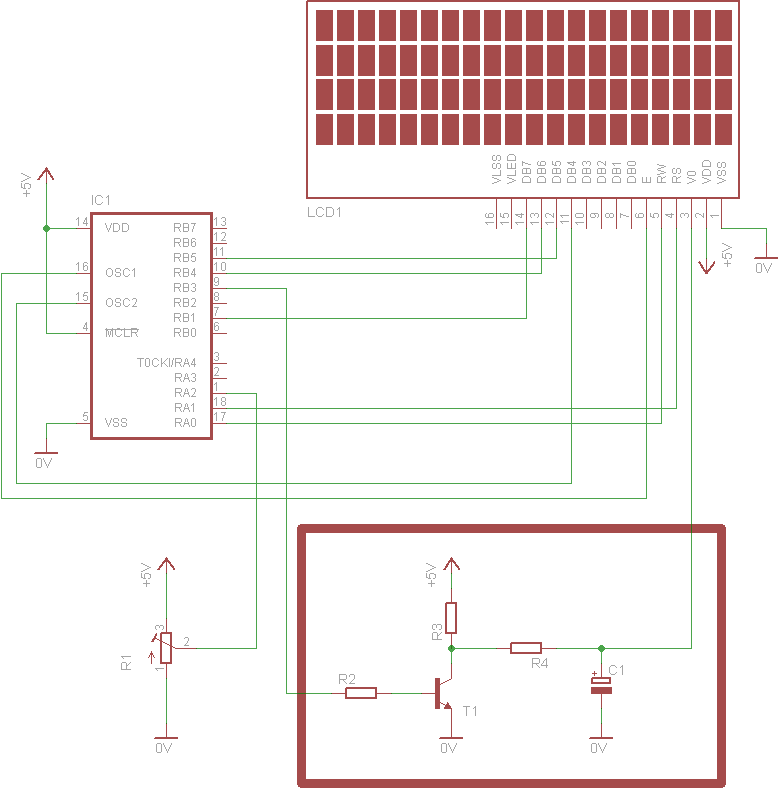 VLSS VLED DB7 DB6 DB5 DB4 DB3 DB2 DB1 DB0 E RW RS V0 VDD VSS
LCD1
16 15 14 13 12 11 10 9 8 7 6 5 4 3 2 1
+5V
+5V
0V
IC1
14 VDD RB7 13
RB6 12
RB5 11
16 OSC1 RB4 10
RB3 9
15 OSC2 RB2 8
RB1 7
4 MCLR RB0 6
T0CKI/RA4 3
RA3 2
RA2 1
RA1 18
5 VSS RA0 17
0V
+5V
+5V
3
R3
2
R1
1
R4
C1
+
R2
T1
0V
0V
0V